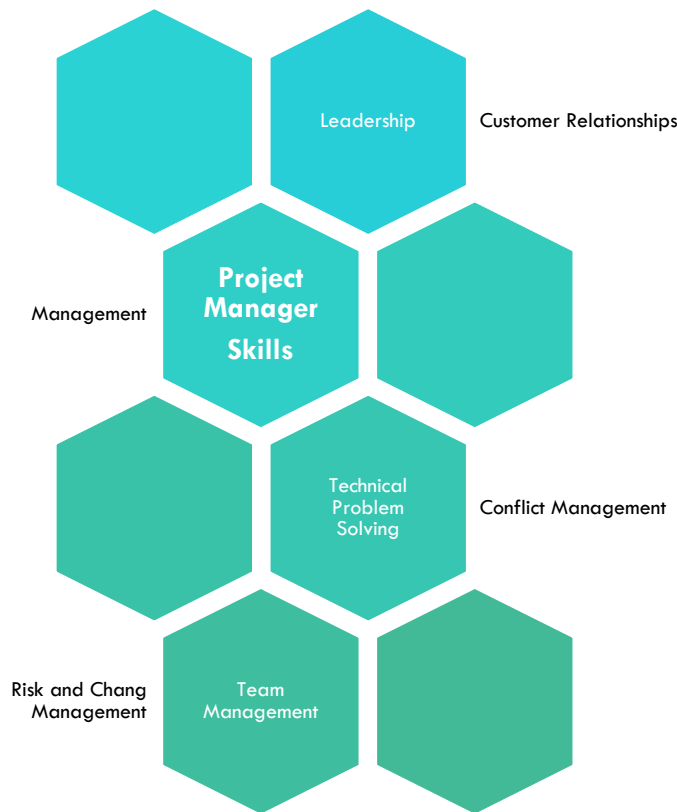 Leadership
Customer Relationships
Project
Manager
Skills
Management
Technical
Problem
Solving
Conflict Management
Risk and Chang
Management
Team
Management